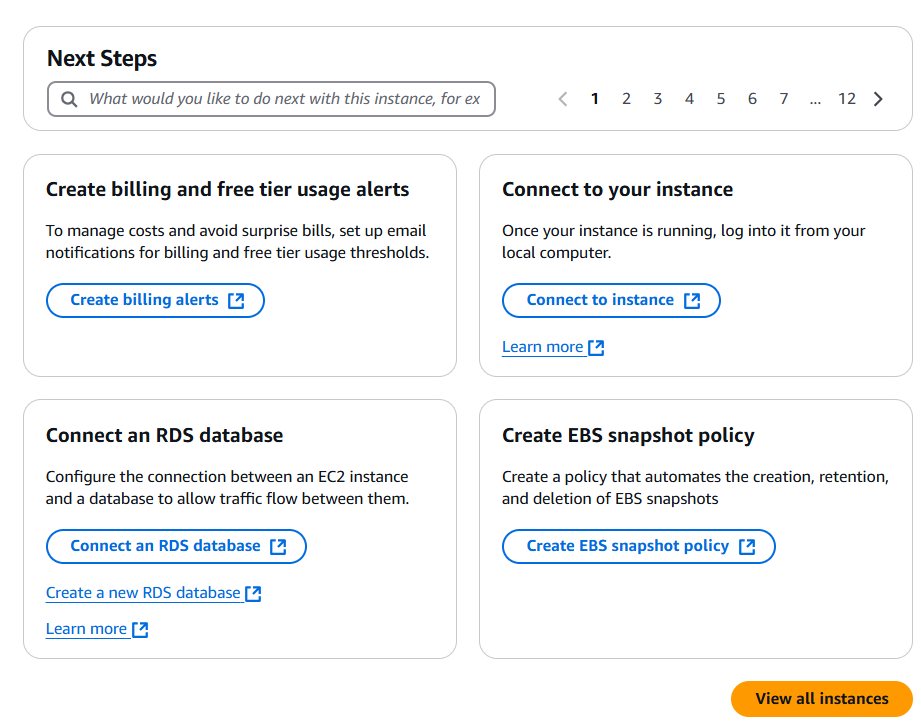 Next Steps
What would you like to do next with this instance, for ex
1 2 3 4 5 6 7 ... 12
Create billing and free tier usage alerts
To manage costs and avoid surprise bills, set up email
notifications for billing and free tier usage thresholds.
Create billing alerts
Connect to your instance
Once your instance is running, log into it from your
local computer.
Connect to instance
Learn more
Connect an RDS database
Configure the connection between an EC2 instance
and a database to allow traffic flow between them.
Connect an RDS database
Create a new RDS database
Learn more
Create EBS snapshot policy
Create a policy that automates the creation, retention,
and deletion of EBS snapshots
Create EBS snapshot policy
View all instances